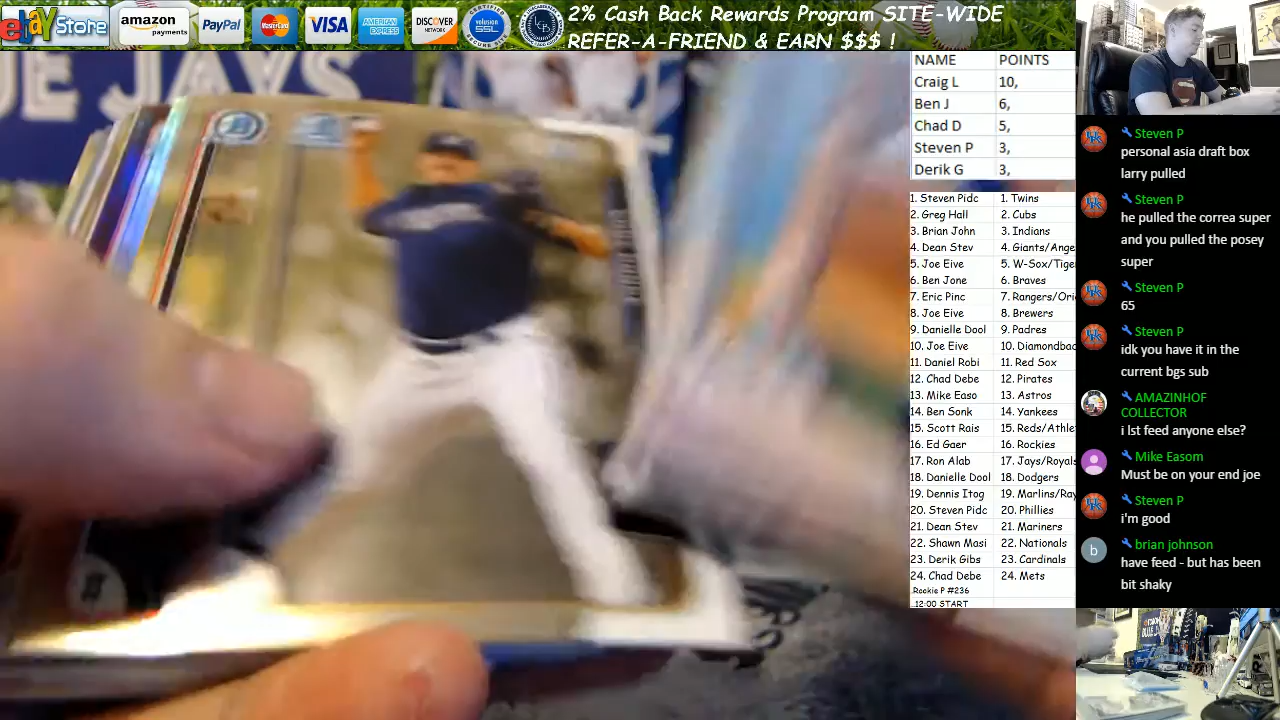 ebay Store
amazon
payments
PayPal
MasterCard
VISA
AMERICAN
EXPRESS
DISCOVER
NETWORK
volusion
SSL
2% Cash Back Rewards Program SITE-WIDE
REFER-A-FRIEND & EARN $$$ !
UE JAYS
NAME POINTS
Craig L 10,
Ben J 6,
Chad D 5,
Steven P 3,
Derik G 3,
1. Steven Pidc 1. Twins
2. Greg Hall 2. Cubs
3. Brian John 3. Indians
4. Dean Stev 4. Giants/Ange
5. Joe Eive 5. W-Sox/Tige
6. Ben Jone 6. Braves
7. Eric Pinc 7. Rangers/Ori
8. Joe Eive 8. Brewers
9. Danielle Dool 9. Padres
10. Joe Eive 10. Diamondbac
11. Daniel Robi 11. Red Sox
12. Chad Debe 12. Pirates
13. Mike Easo 13. Astros
14. Ben Sonk 14. Yankees
15. Scott Rais 15. Reds/Athle
16. Ed Gaer 16. Rockies
17. Ron Alab 17. Jays/Royals
18. Danielle Dool 18. Dodgers
19. Dennis Itog 19. Marlins/Ray
20. Steven Pidc 20. Phillies
21. Dean Stev 21. Mariners
22. Shawn Masi 22. Nationals
23. Derik Gibs 23. Cardinals
24. Chad Debe 24. Mets
.Rookie P #236
..12:00 START
Steven P
personal asia draft box
larry pulled
Steven P
he pulled the correa super
and you pulled the posey
super
Steven P
65
Steven P
idk you have it in the
current bgs sub
AMAZINHOF
COLLECTOR
i lst feed anyone else?
Mike Easom
Must be on your end joe
Steven P
i'm good
b
brian johnson
have feed - but has been
bit shaky